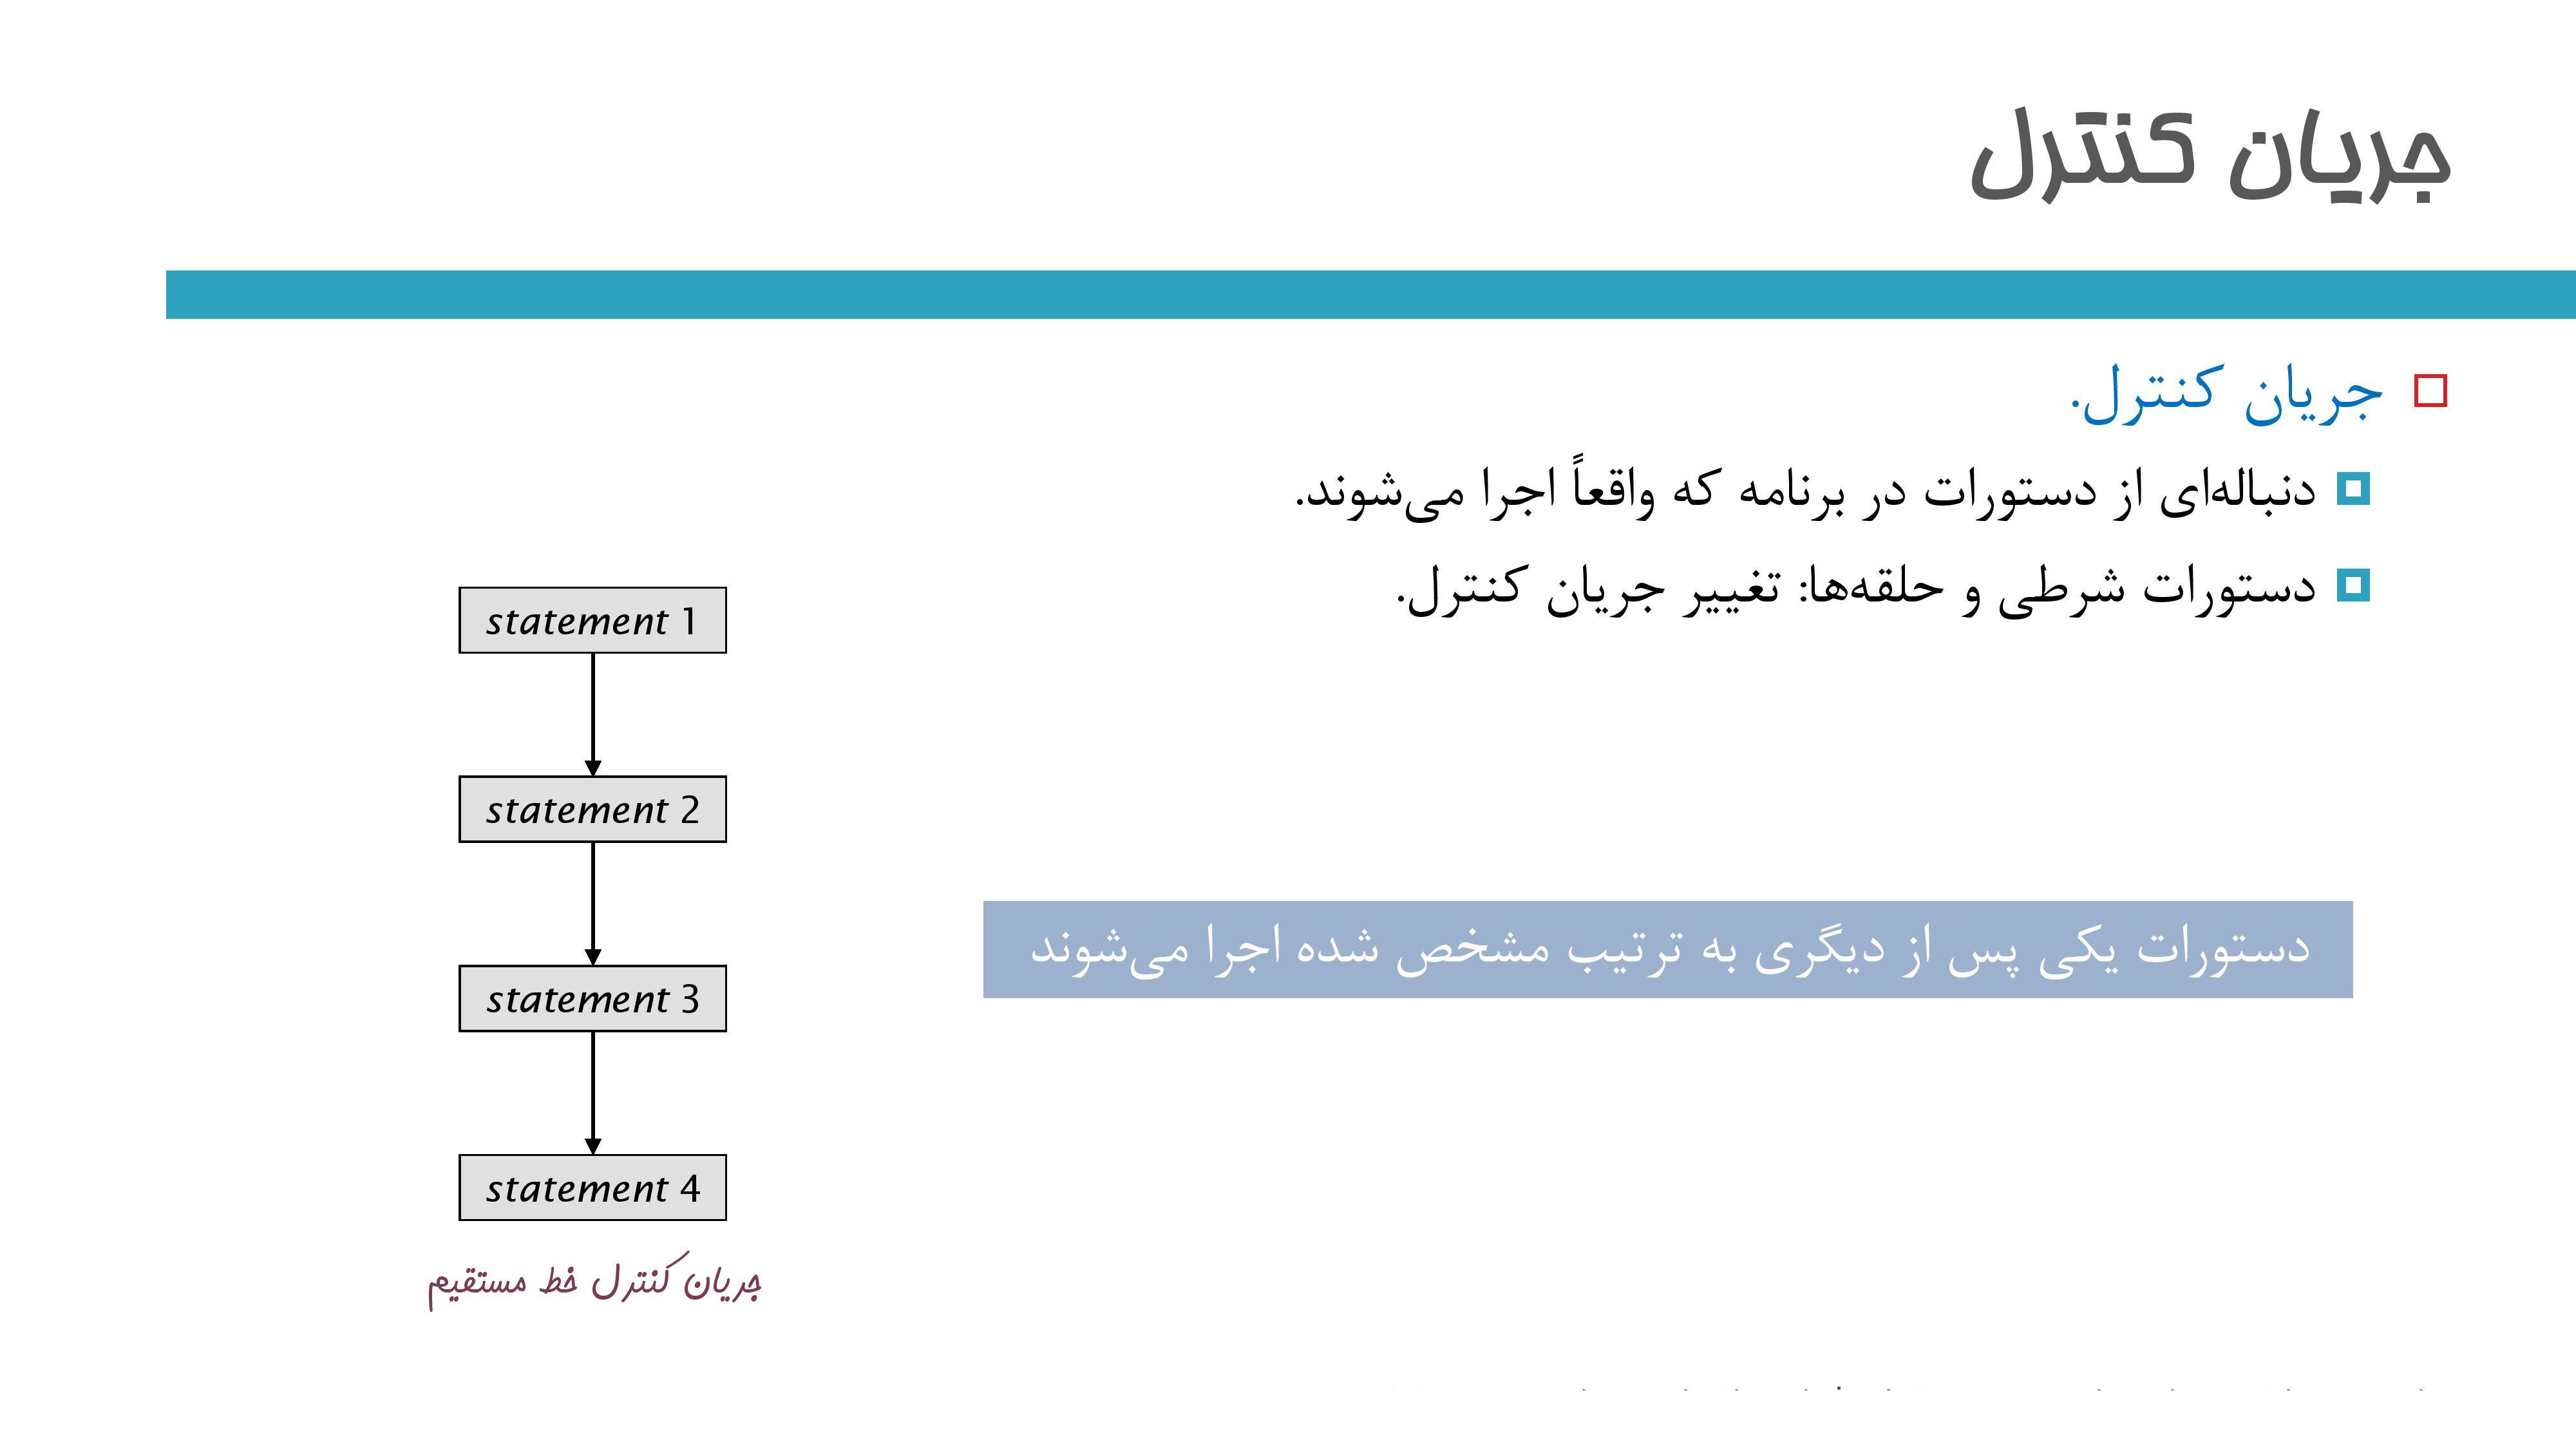 جریان کنترل
جریان کنترل.
دنباله‌ای از دستورات در برنامه که واقعاً اجرا می‌شوند.
دستورات شرطی و حلقه‌ها: تغییر جریان کنترل.
statement 1
statement 2
دستورات یکی پس از دیگری به ترتیب مشخص شده اجرا می‌شوند
statement 3
statement 4
جریان کنترل خط مستقیم